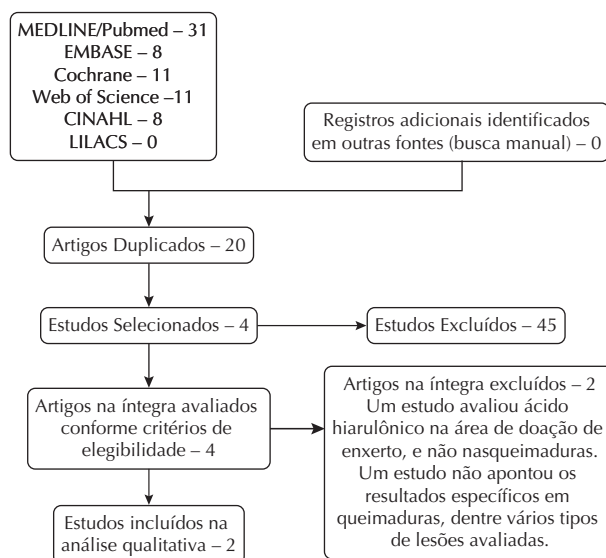 MEDLINE/Pubmed – 31
EMBASE – 8
Cochrane – 11
Web of Science –11
CINAHL – 8
LILACS – 0
Registros adicionais identificados
em outras fontes (busca manual) – 0
Artigos Duplicados – 20
Estudos Selecionados – 4
Estudos Excluídos – 45
Artigos na íntegra avaliados
conforme critérios de
elegibilidade – 4
Artigos na íntegra excluídos – 2
Um estudo avaliou ácido
hiarulônico na área de doação de
enxerto, e não nasqueimaduras.
Um estudo não apontou os
resultados específicos em
queimaduras, dentre vários tipos
de lesões avaliadas.
Estudos incluídos na
análise qualitativa – 2